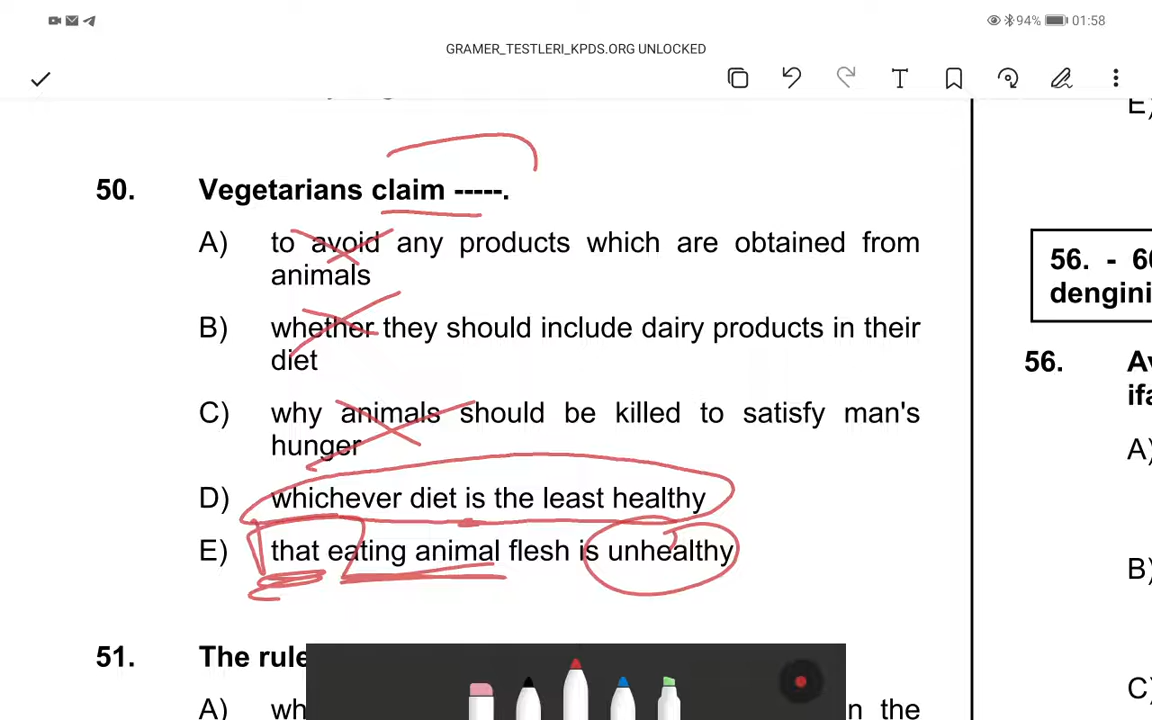 94% 01:58
GRAMER_TESTLERI_KPDS.ORG UNLOCKED
50. Vegetarians claim -----.
A) to avoid any products which are obtained from
animals
B) whether they should include dairy products in their
diet
C) why animals should be killed to satisfy man's
hunger
D) whichever diet is the least healthy
E) that eating animal flesh is unhealthy
51. The rule
A) wh
n the
E)
56. - 6
dengini
56. A
ifa
A)
B)
C)